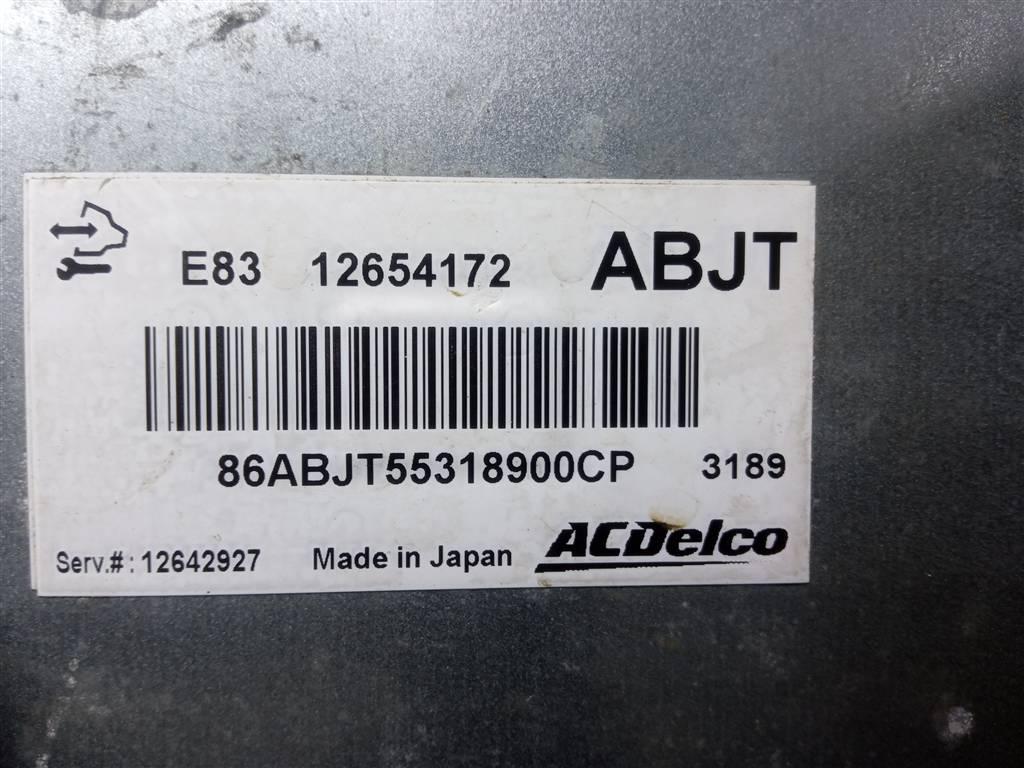 E83 12654172 ABJT
86ABJT55318900CP 3189
Serv.#: 12642927 Made in Japan ACDelco